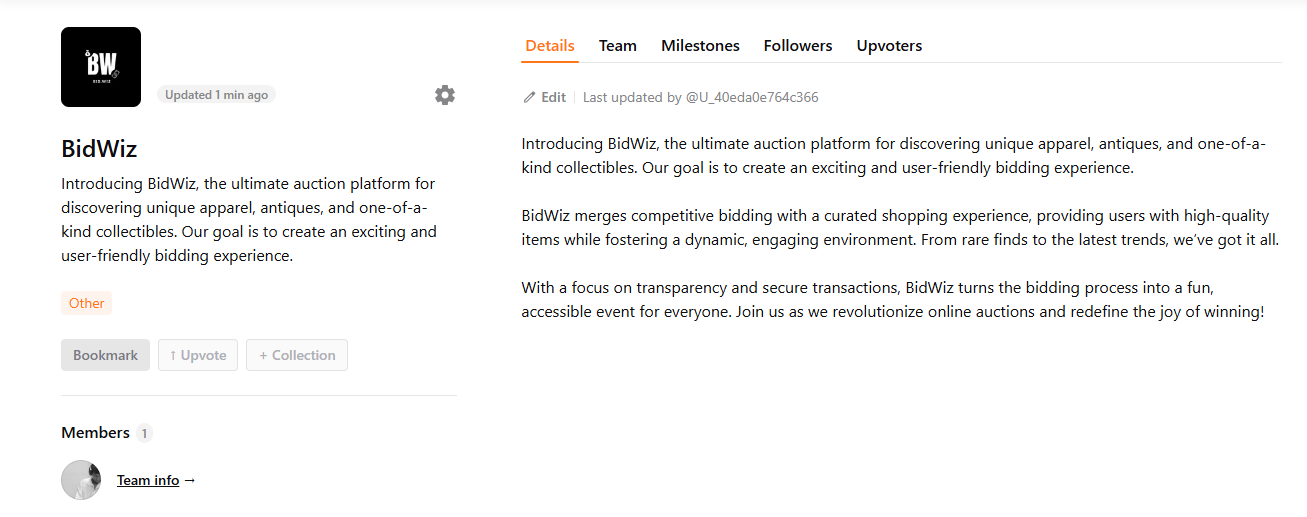 BW
BID.WIZ
Updated 1 min ago
BidWiz
Introducing BidWiz, the ultimate auction platform for
discovering unique apparel, antiques, and one-of-a-
kind collectibles. Our goal is to create an exciting and
user-friendly bidding experience.
Other
Bookmark
↑ Upvote
+ Collection
Members 1
Team info →
Details Team Milestones Followers Upvoters
Edit | Last updated by @U_40eda0e764c366
Introducing BidWiz, the ultimate auction platform for discovering unique apparel, antiques, and one-of-a-
kind collectibles. Our goal is to create an exciting and user-friendly bidding experience.
BidWiz merges competitive bidding with a curated shopping experience, providing users with high-quality
items while fostering a dynamic, engaging environment. From rare finds to the latest trends, we’ve got it all.
With a focus on transparency and secure transactions, BidWiz turns the bidding process into a fun,
accessible event for everyone. Join us as we revolutionize online auctions and redefine the joy of winning!